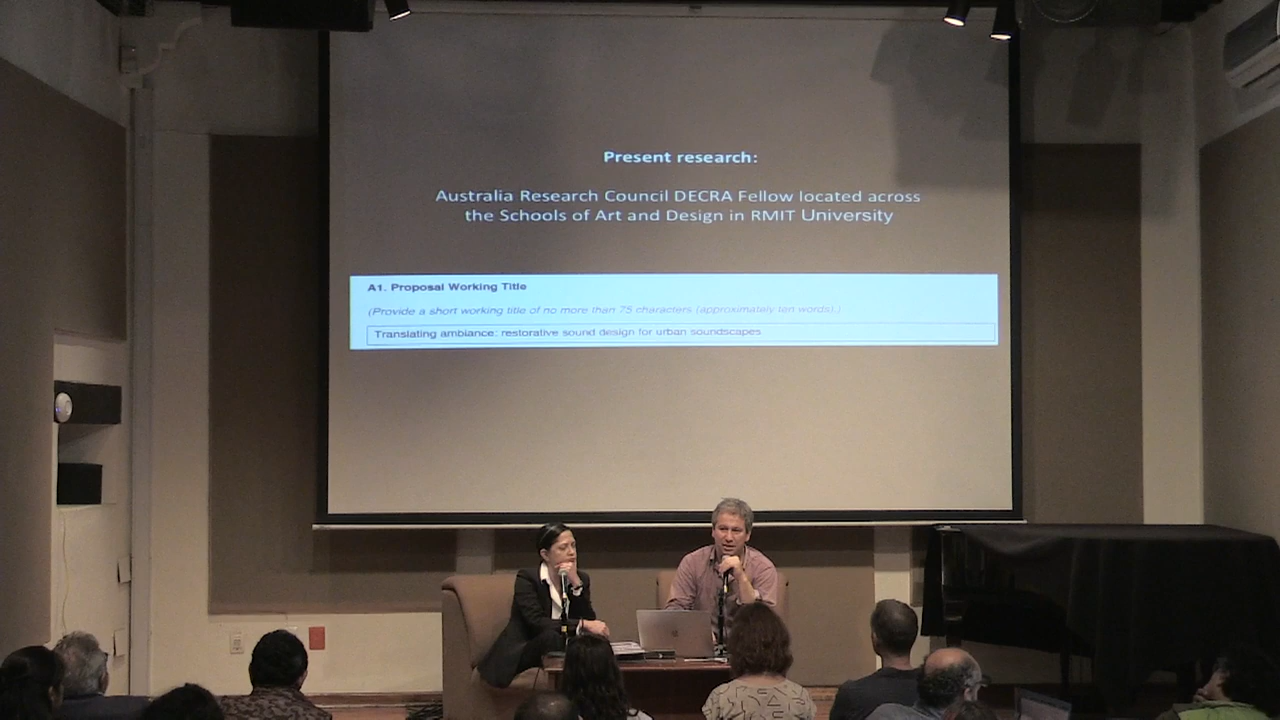 Present research:
Australia Research Council DECRA Fellow located across
the Schools of Art and Design in RMIT University
A1. Proposal Working Title
(Provide a short working title of no more than 75 characters (approximately ten words).)
Translating ambiance: restorative sound design for urban soundscapes